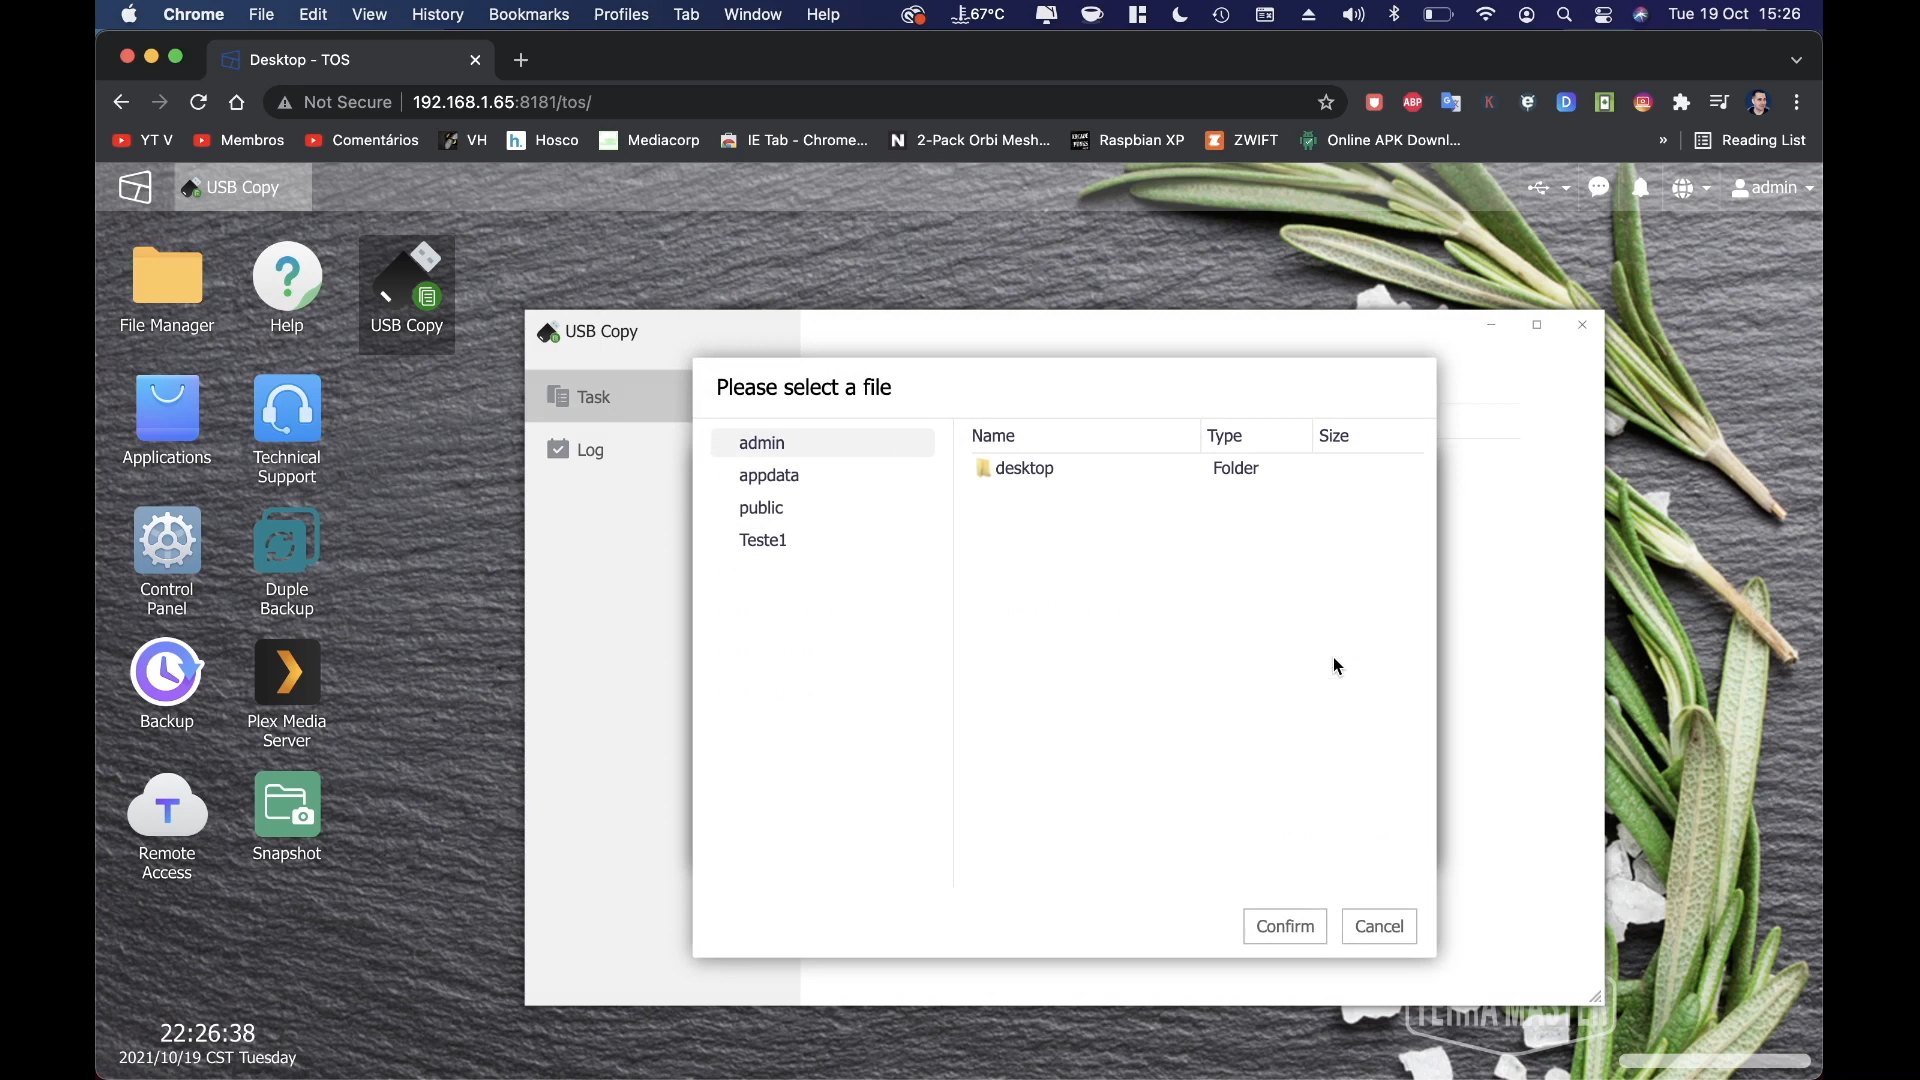 Chrome File Edit View History Bookmarks Profiles Tab Window Help 67°C Tue 19 Oct 15:26
Desktop - TOS
Not Secure 192.168.1.65:8181/tos/ ABP K D
YT V Membros Comentários VH h. Hosco Mediacorp IE Tab - Chrome... N 2-Pack Orbi Mesh... Raspbian XP ZWIFT Online APK Downl... » Reading List
USB Copy admin
File Manager
Help
USB Copy
Applications
Technical
Support
Control
Panel
Duple
Backup
Backup
Plex Media
Server
T
Remote
Access
Snapshot
22:26:38
2021/10/19 CST Tuesday
USB Copy
Task
Log
Please select a file
admin
appdata
public
Teste1
Name Type Size
desktop Folder
Confirm Cancel
TERRA MASTER